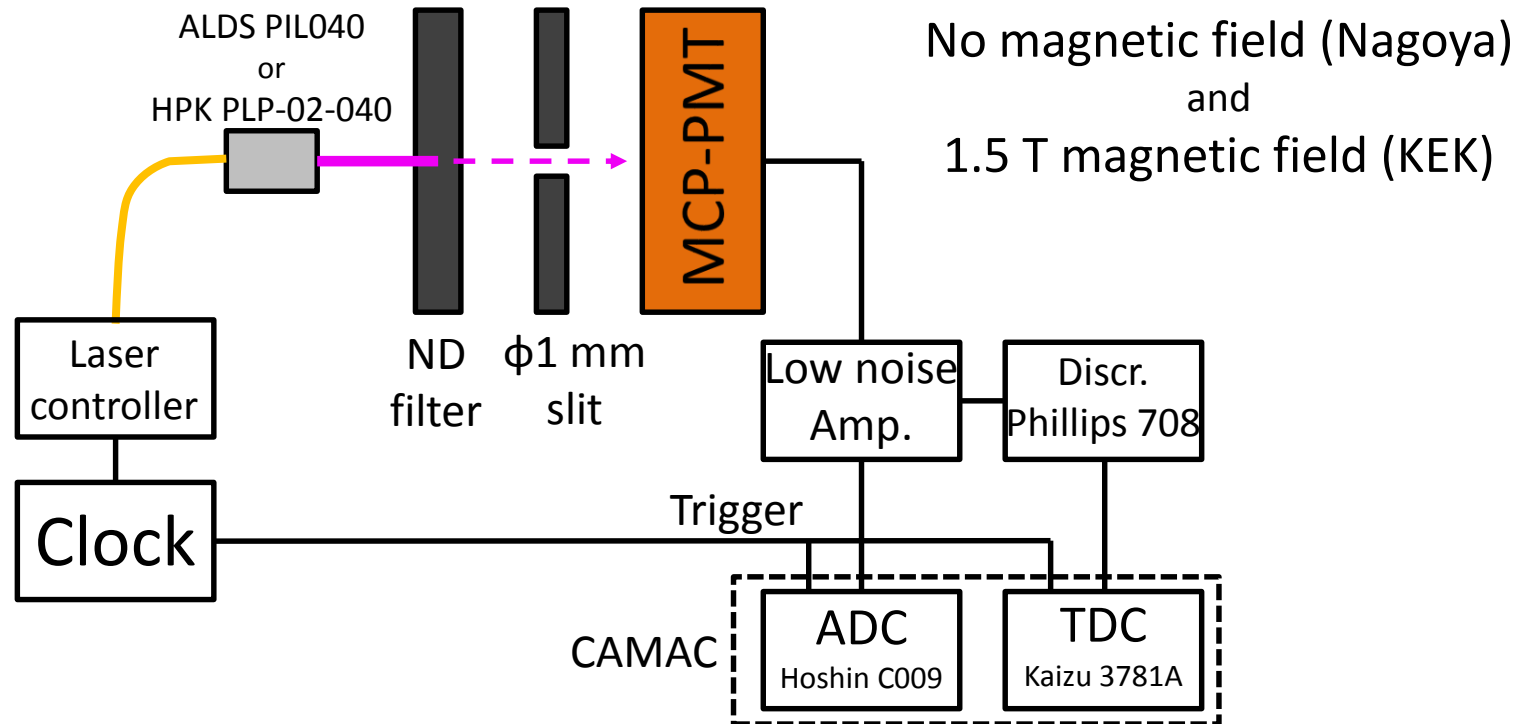 ALDS PIL040
or
HPK PLP-02-040
No magnetic field (Nagoya)
and
1.5 T magnetic field (KEK)
MCP-PMT
Laser
controller
ND
filter
ϕ1 mm
slit
Low noise
Amp.
Discr.
Phillips 708
Clock
Trigger
CAMAC
ADC
Hoshin C009
TDC
Kaizu 3781A